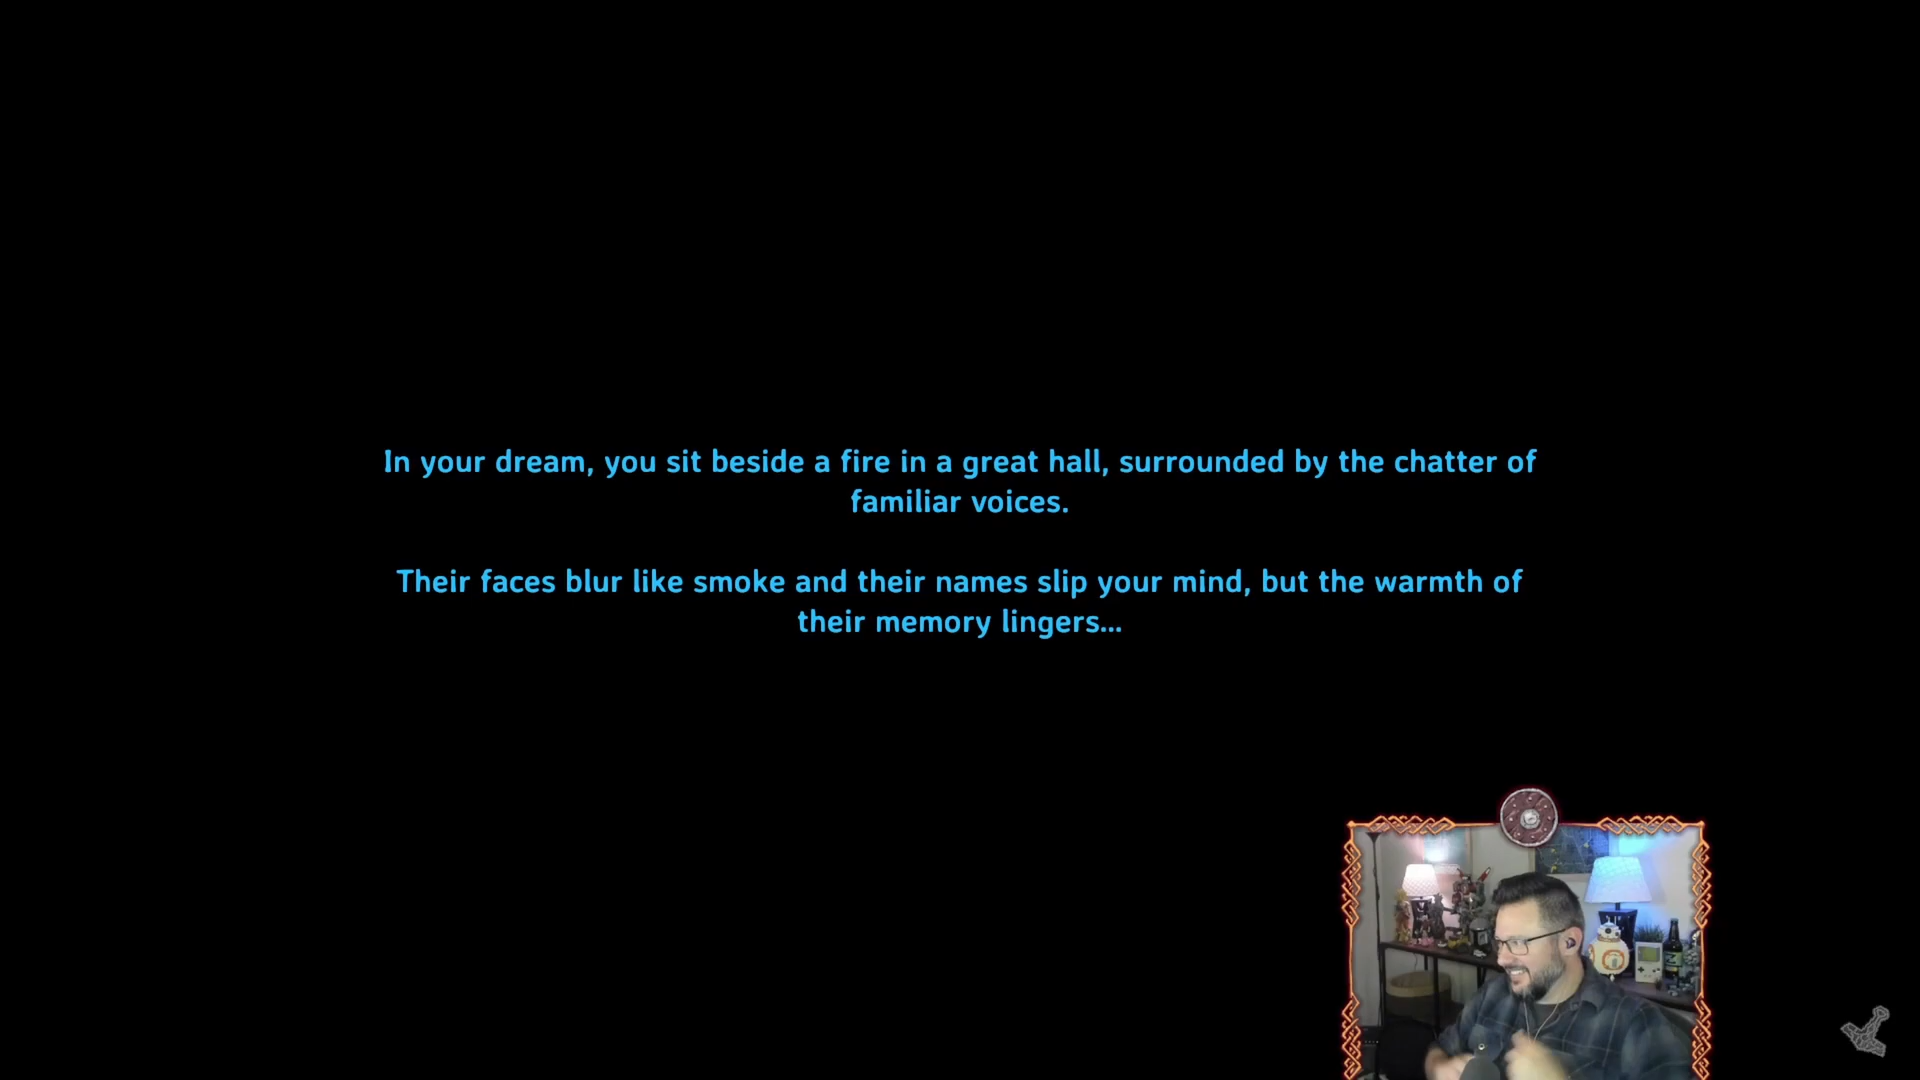 In your dream, you sit beside a fire in a great hall, surrounded by the chatter of
familiar voices.
Their faces blur like smoke and their names slip your mind, but the warmth of
their memory lingers...